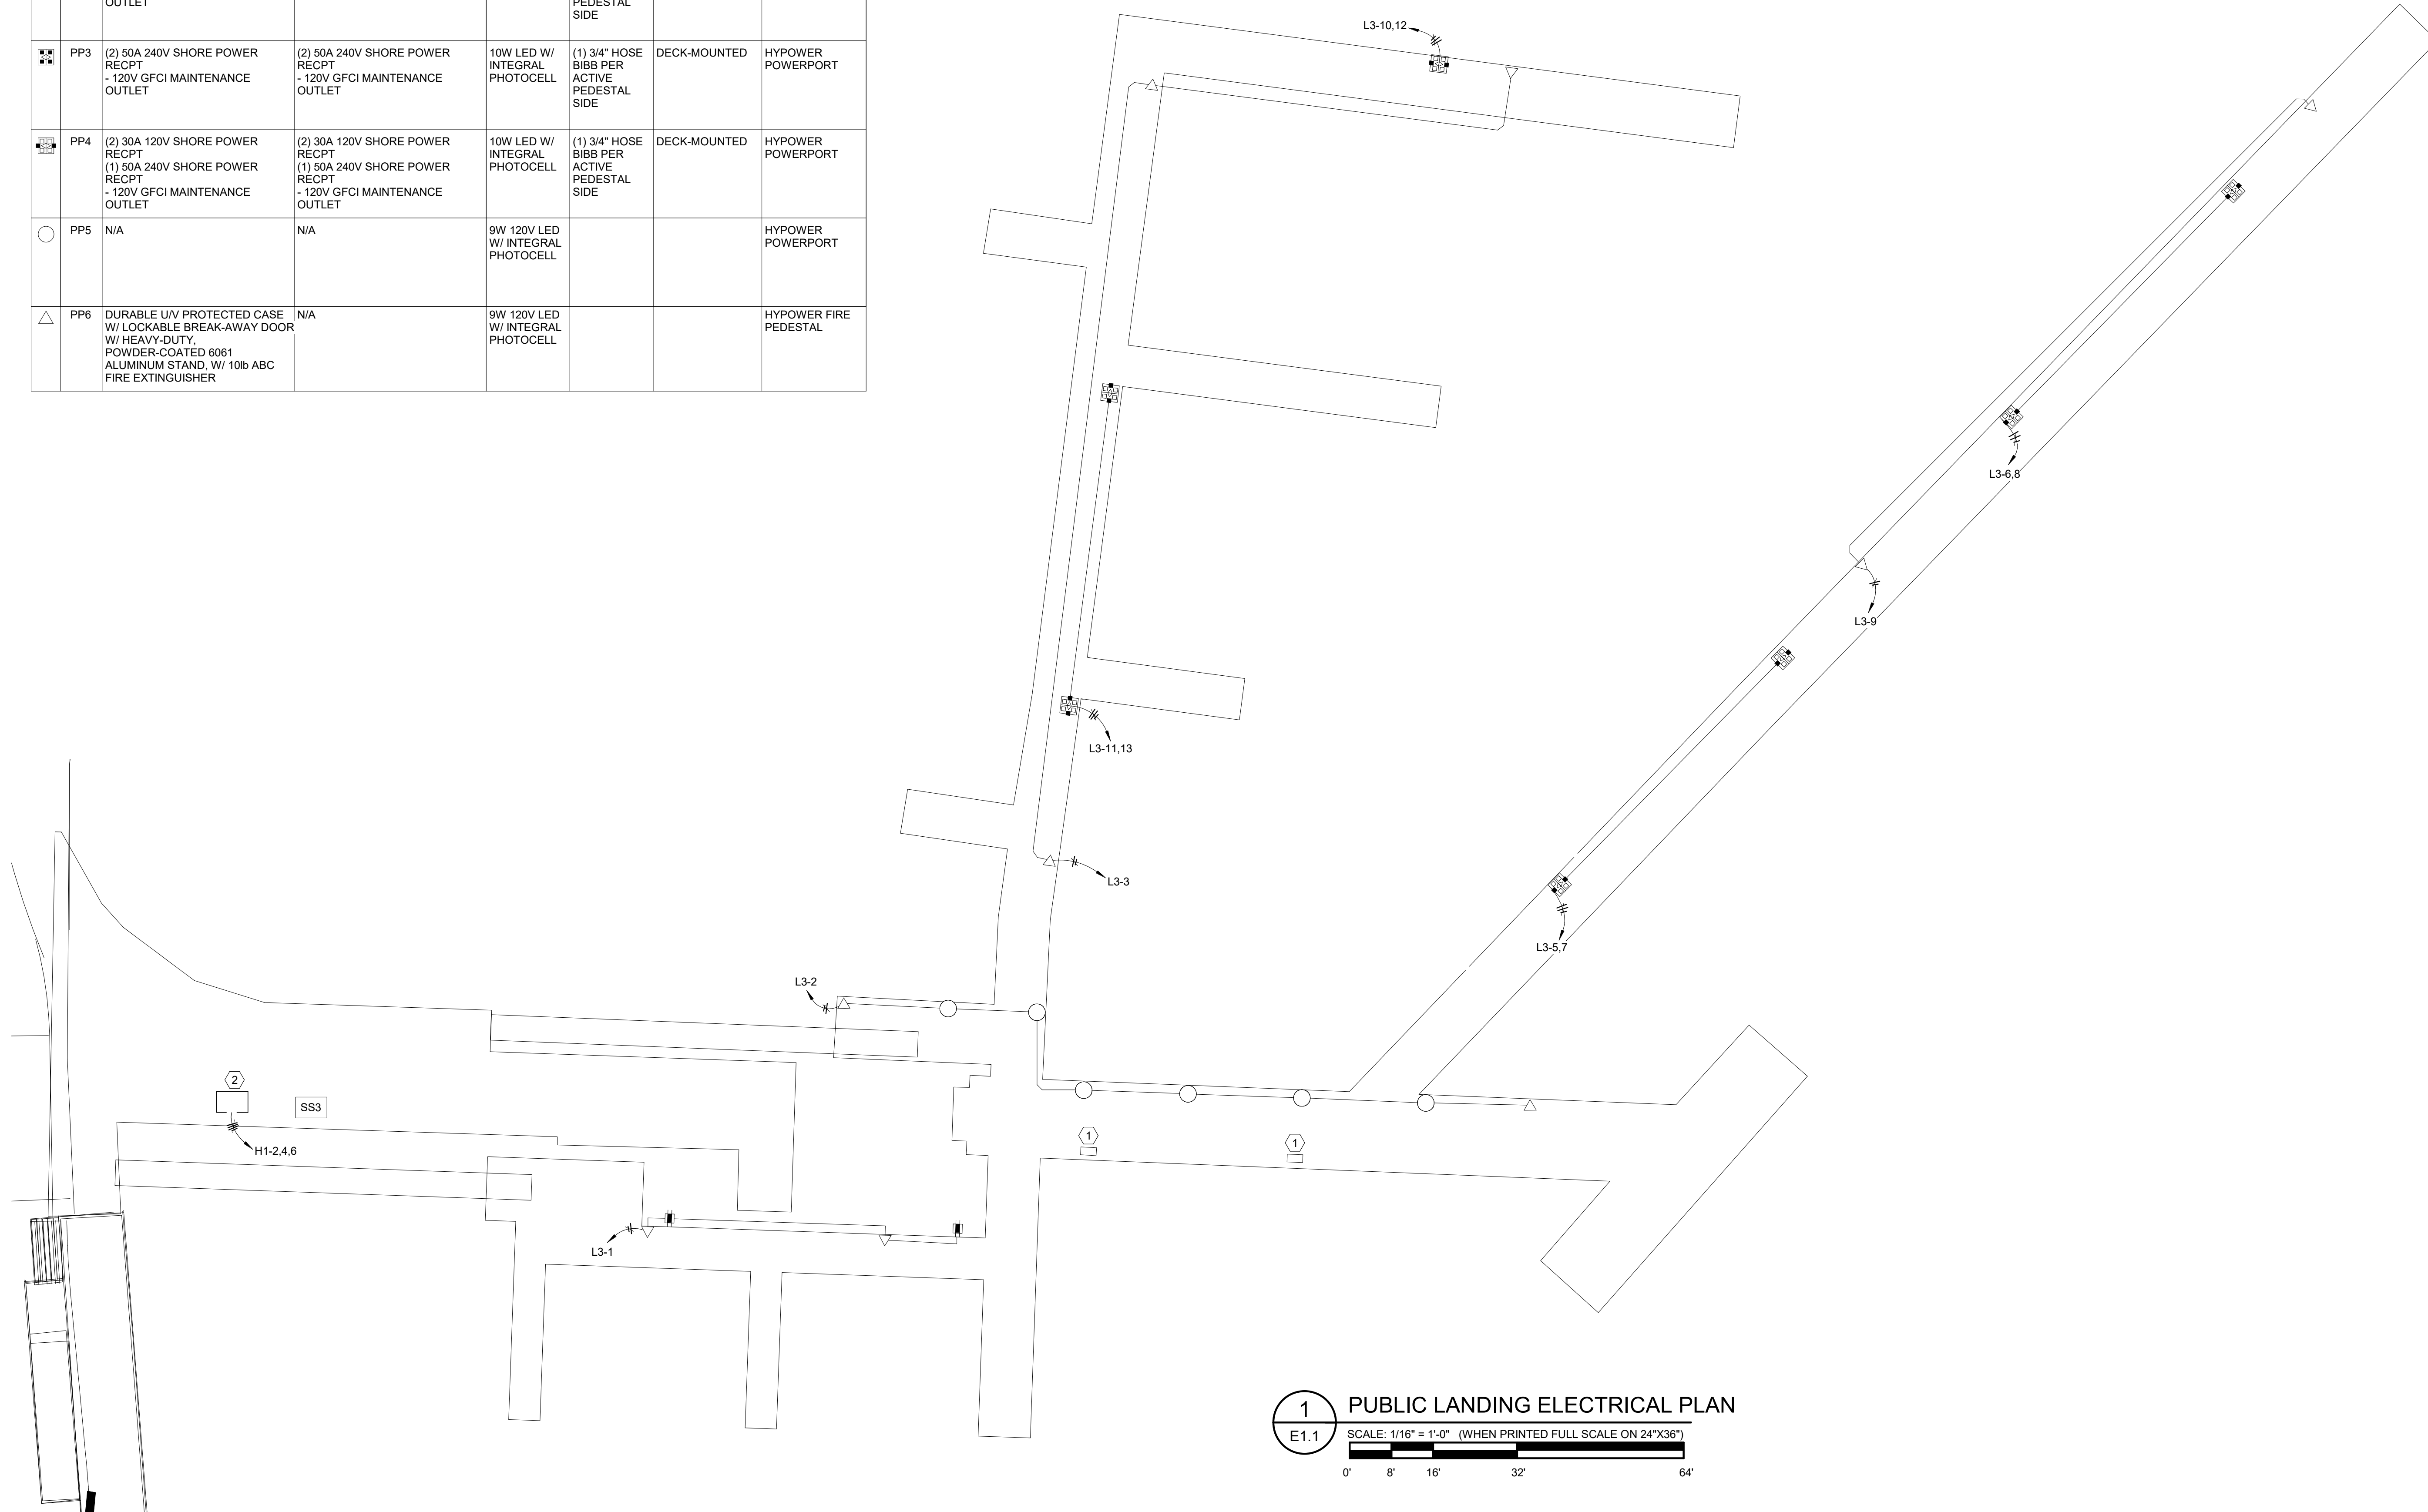 OUTLET
PEDESTAL
SIDE
PP3
(2) 50A 240V SHORE POWER
RECPT
- 120V GFCI MAINTENANCE
OUTLET
(2) 50A 240V SHORE POWER
RECPT
- 120V GFCI MAINTENANCE
OUTLET
10W LED W/
INTEGRAL
PHOTOCELL
(1) 3/4" HOSE
BIBB PER
ACTIVE
PEDESTAL
SIDE
DECK-MOUNTED
HYPOWER
POWERPORT
PP4
(2) 30A 120V SHORE POWER
RECPT
(1) 50A 240V SHORE POWER
RECPT
- 120V GFCI MAINTENANCE
OUTLET
(2) 30A 120V SHORE POWER
RECPT
(1) 50A 240V SHORE POWER
RECPT
- 120V GFCI MAINTENANCE
OUTLET
10W LED W/
INTEGRAL
PHOTOCELL
(1) 3/4" HOSE
BIBB PER
ACTIVE
PEDESTAL
SIDE
DECK-MOUNTED
HYPOWER
POWERPORT
PP5
N/A
N/A
9W 120V LED
W/ INTEGRAL
PHOTOCELL
HYPOWER
POWERPORT
PP6
DURABLE U/V PROTECTED CASE
W/ LOCKABLE BREAK-AWAY DOOR
W/ HEAVY-DUTY,
POWDER-COATED 6061
ALUMINUM STAND, W/ 10lb ABC
FIRE EXTINGUISHER
N/A
9W 120V LED
W/ INTEGRAL
PHOTOCELL
HYPOWER FIRE
PEDESTAL
L3-10,12
L3-6,8
L3-9
L3-11,13
L3-3
L3-5,7
L3-2
2
SS3
H1-2,4,6
1
1
L3-1
1
E1.1
PUBLIC LANDING ELECTRICAL PLAN
SCALE: 1/16" = 1'-0" (WHEN PRINTED FULL SCALE ON 24"X36")
0' 8' 16' 32' 64'